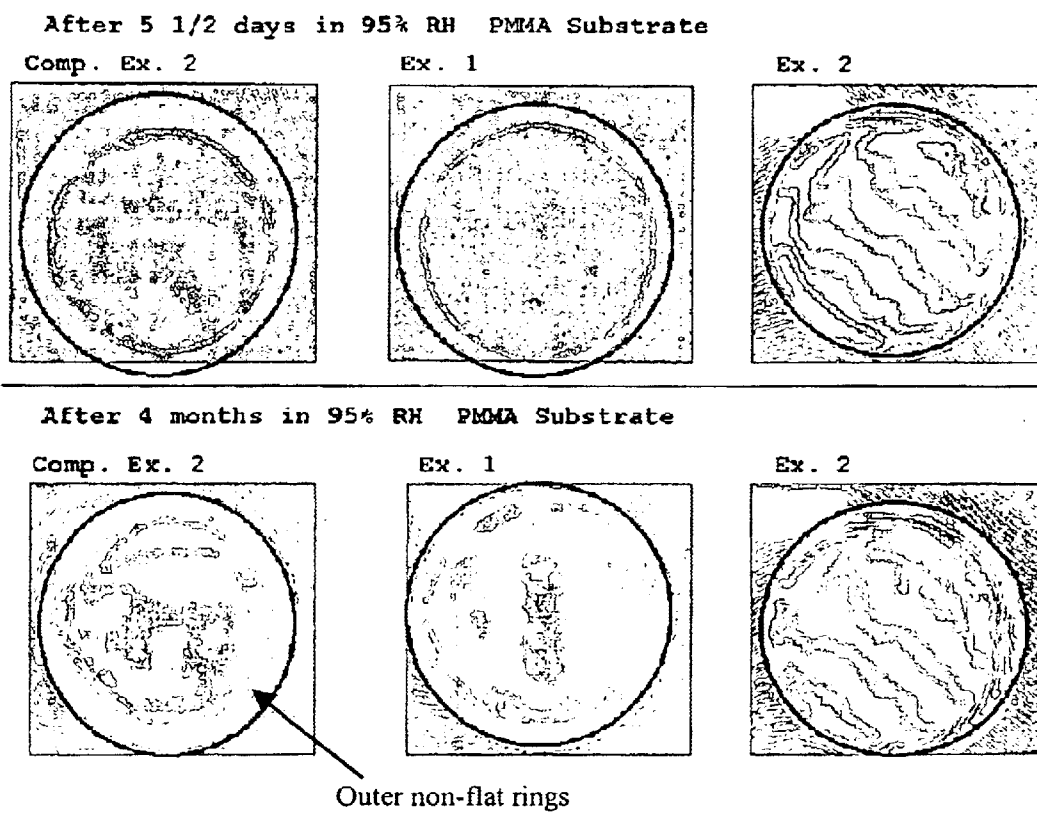 After 5 1/2 days in 95% RH PMMA Substrate
Comp. Ex. 2
Ex. 1
Ex. 2
After 4 months in 95% RH PMMA Substrate
Comp. Ex. 2
Ex. 1
Ex. 2
Outer non-flat rings